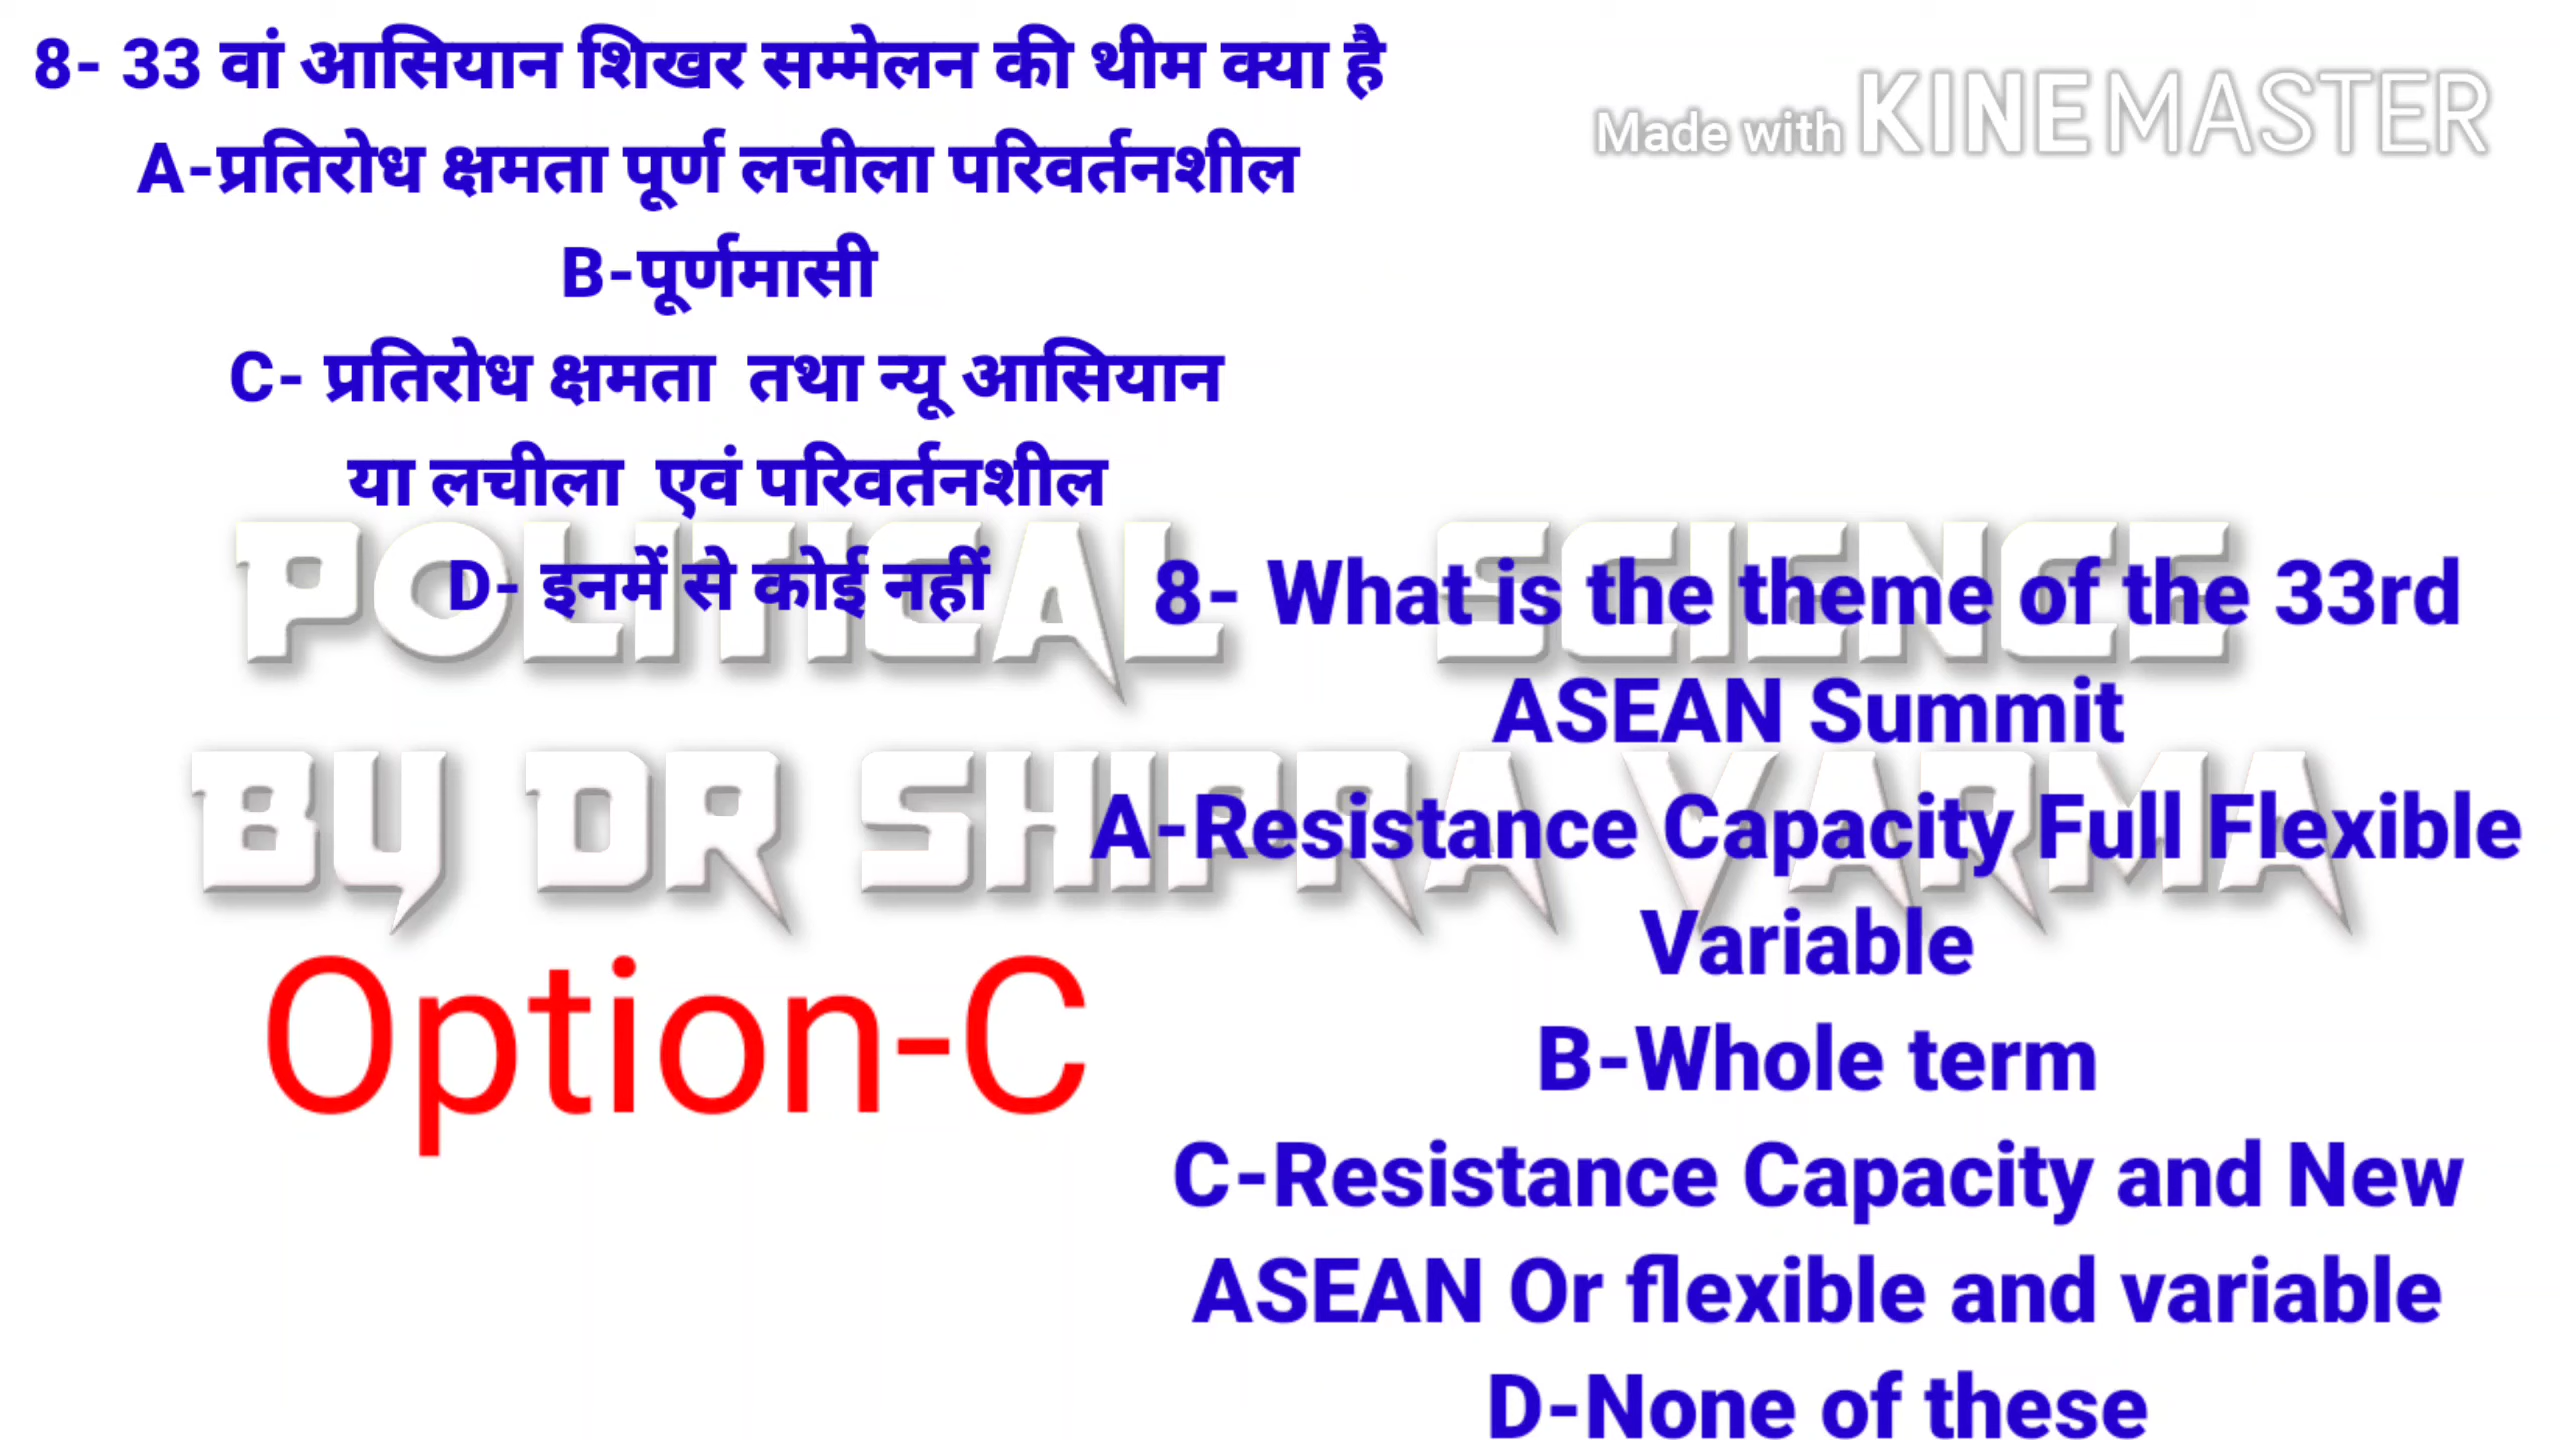 8- 33 वां आसियान शिखर सम्मेलन की थीम क्या है
A-प्रतिरोध क्षमता पूर्ण लचीला परिवर्तनशील
B-पूर्णमासी
C- प्रतिरोध क्षमता तथा न्यू आसियान
या लचीला एवं परिवर्तनशील
D- इनमें से कोई नहीं
Made with KINEMASTER
POLITICAL SCIENCE
BY DR SHIPRA VARMA
8- What is the theme of the 33rd
ASEAN Summit
A-Resistance Capacity Full Flexible
Variable
B-Whole term
C-Resistance Capacity and New
ASEAN Or flexible and variable
D-None of these
Option-C